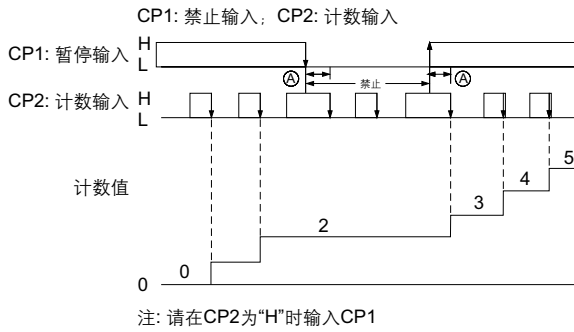 CP1: 禁止输入; CP2: 计数输入
CP1: 暂停输入 H
L
Ⓐ 禁止 Ⓐ
CP2: 计数输入 H
L
计数值
5
4
3
2
0 0
注: 请在CP2为“H”时输入CP1